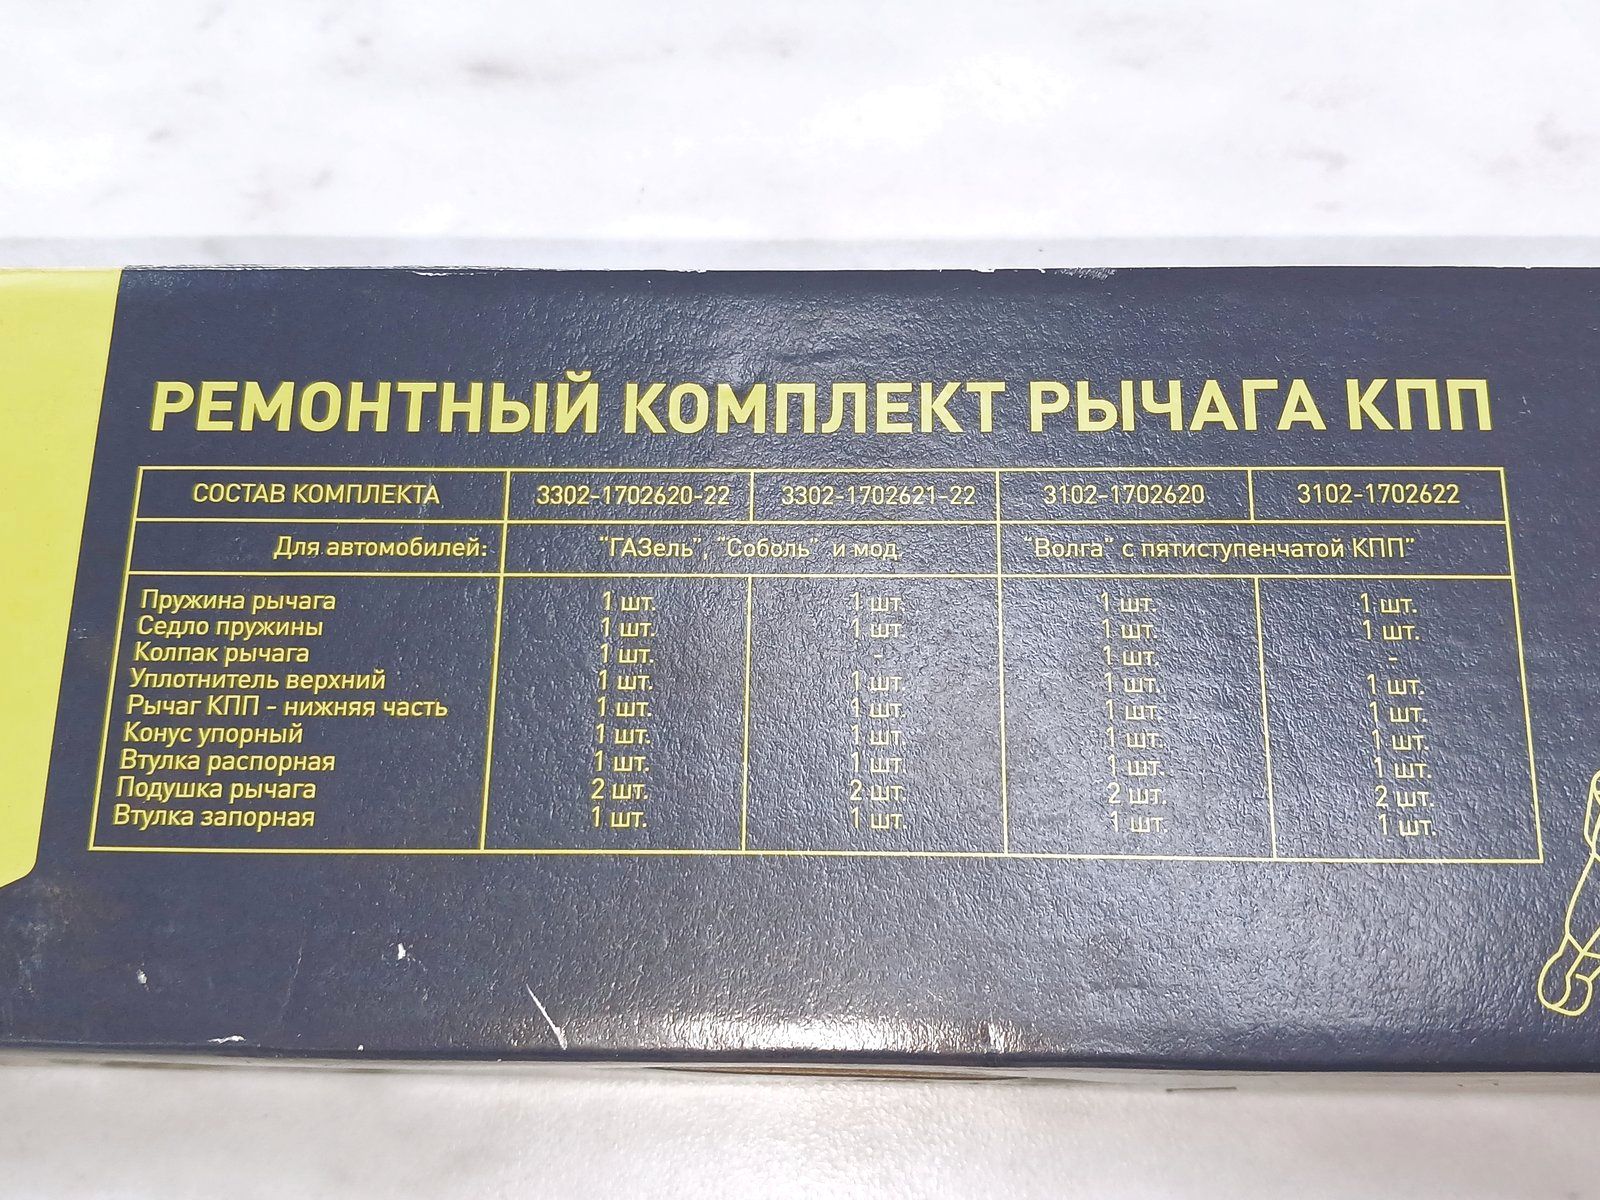 РЕМОНТНЫЙ КОМПЛЕКТ РЫЧАГА КПП
СОСТАВ КОМПЛЕКТА 3302-1702620-22 3302-1702621-22 3102-1702620 3102-1702622
Для автомобилей: "ГАЗель", "Соболь" и мод. "Волга" с пятиступенчатой КПП"
Пружина рычага 1 шт. 1 шт. 1 шт. 1 шт.
Седло пружины 1 шт. 1 шт. 1 шт. 1 шт.
Колпак рычага 1 шт. - 1 шт. -
Уплотнитель верхний 1 шт. 1 шт. 1 шт. 1 шт.
Рычаг КПП - нижняя часть 1 шт. 1 шт. 1 шт. 1 шт.
Конус упорный 1 шт. 1 шт. 1 шт. 1 шт.
Втулка распорная 1 шт. 1 шт. 1 шт. 1 шт.
Подушка рычага 2 шт. 2 шт. 2 шт. 2 шт.
Втулка запорная 1 шт. 1 шт. 1 шт. 1 шт.